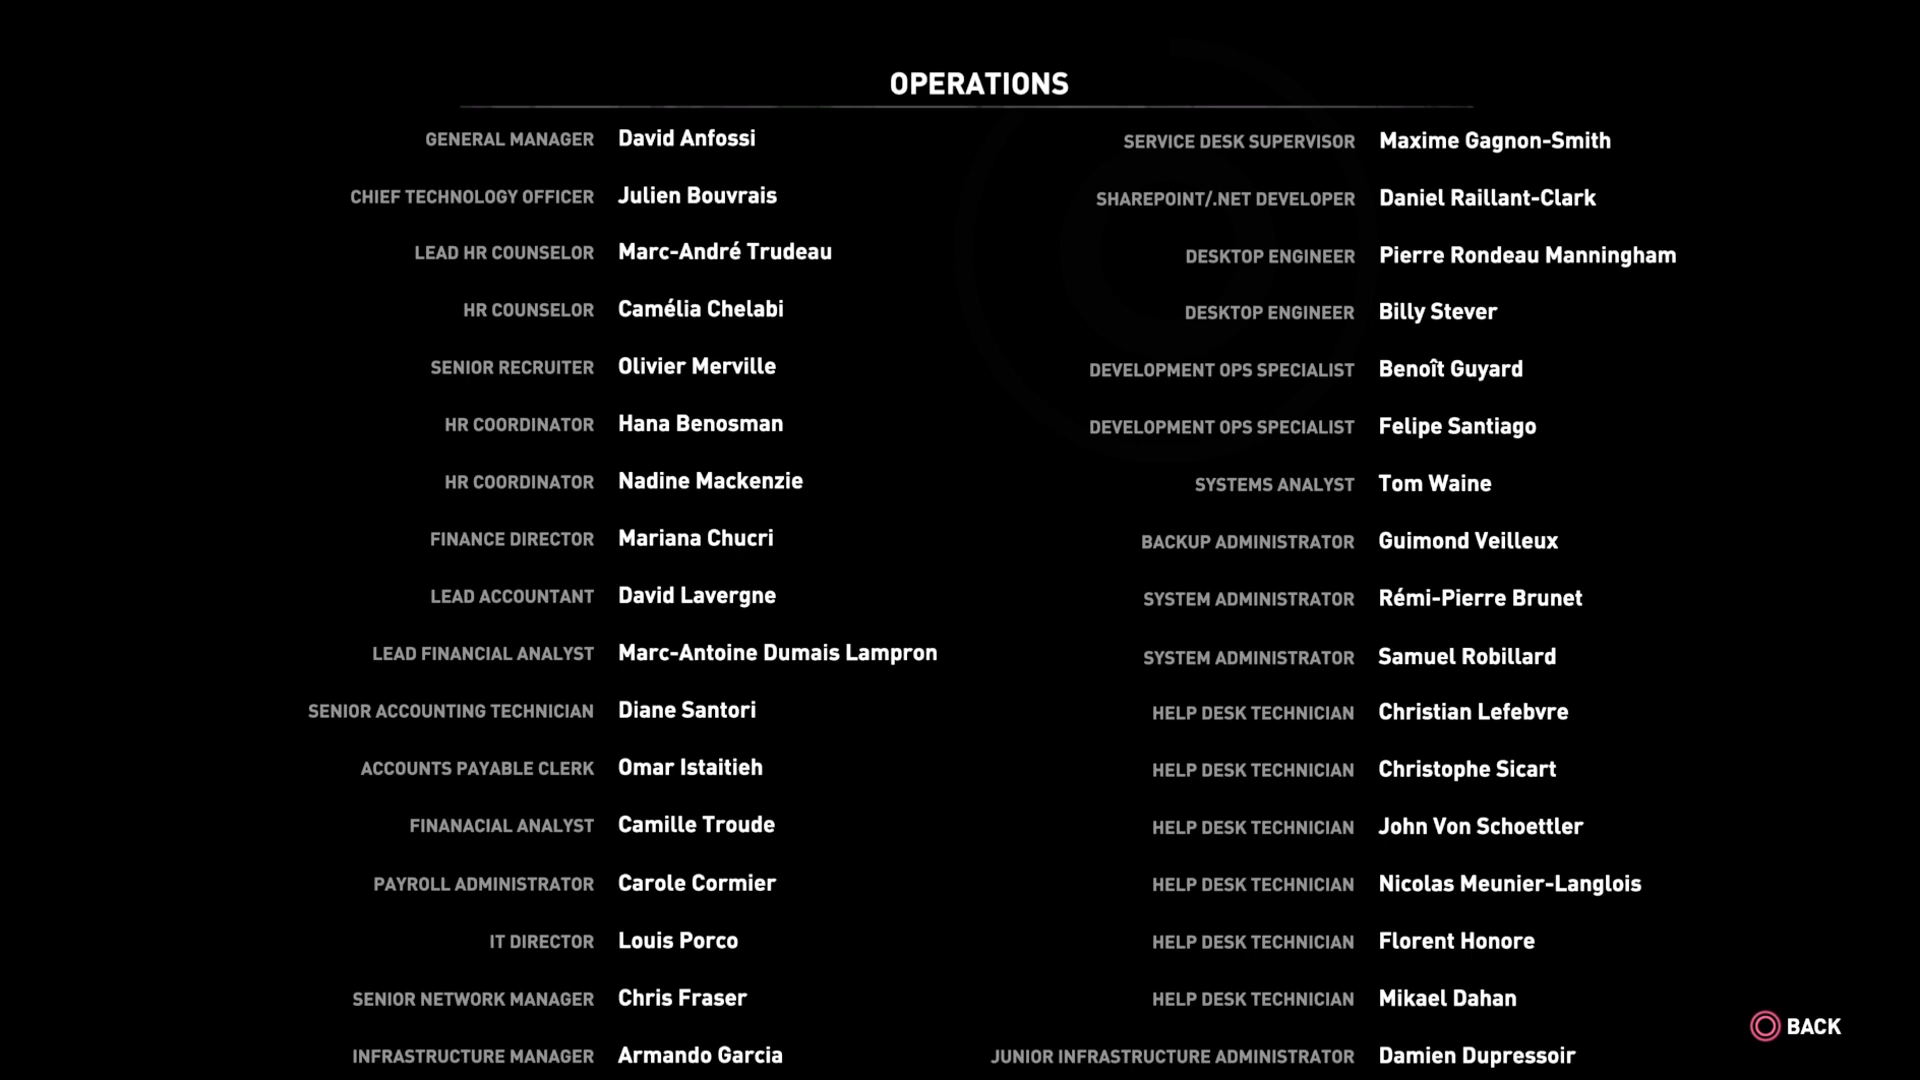 OPERATIONS
GENERAL MANAGER David Anfossi
CHIEF TECHNOLOGY OFFICER Julien Bouvrais
LEAD HR COUNSELOR Marc-André Trudeau
HR COUNSELOR Camélia Chelabi
SENIOR RECRUITER Olivier Merville
HR COORDINATOR Hana Benosman
HR COORDINATOR Nadine Mackenzie
FINANCE DIRECTOR Mariana Chucri
LEAD ACCOUNTANT David Lavergne
LEAD FINANCIAL ANALYST Marc-Antoine Dumais Lampron
SENIOR ACCOUNTING TECHNICIAN Diane Santori
ACCOUNTS PAYABLE CLERK Omar Istaitieh
FINANACIAL ANALYST Camille Troude
PAYROLL ADMINISTRATOR Carole Cormier
IT DIRECTOR Louis Porco
SENIOR NETWORK MANAGER Chris Fraser
INFRASTRUCTURE MANAGER Armando Garcia
SERVICE DESK SUPERVISOR Maxime Gagnon-Smith
SHAREPOINT/.NET DEVELOPER Daniel Raillant-Clark
DESKTOP ENGINEER Pierre Rondeau Manningham
DESKTOP ENGINEER Billy Stever
DEVELOPMENT OPS SPECIALIST Benoît Guyard
DEVELOPMENT OPS SPECIALIST Felipe Santiago
SYSTEMS ANALYST Tom Waine
BACKUP ADMINISTRATOR Guimond Veilleux
SYSTEM ADMINISTRATOR Rémi-Pierre Brunet
SYSTEM ADMINISTRATOR Samuel Robillard
HELP DESK TECHNICIAN Christian Lefebvre
HELP DESK TECHNICIAN Christophe Sicart
HELP DESK TECHNICIAN John Von Schoettler
HELP DESK TECHNICIAN Nicolas Meunier-Langlois
HELP DESK TECHNICIAN Florent Honore
HELP DESK TECHNICIAN Mikael Dahan
JUNIOR INFRASTRUCTURE ADMINISTRATOR Damien Dupressoir
BACK